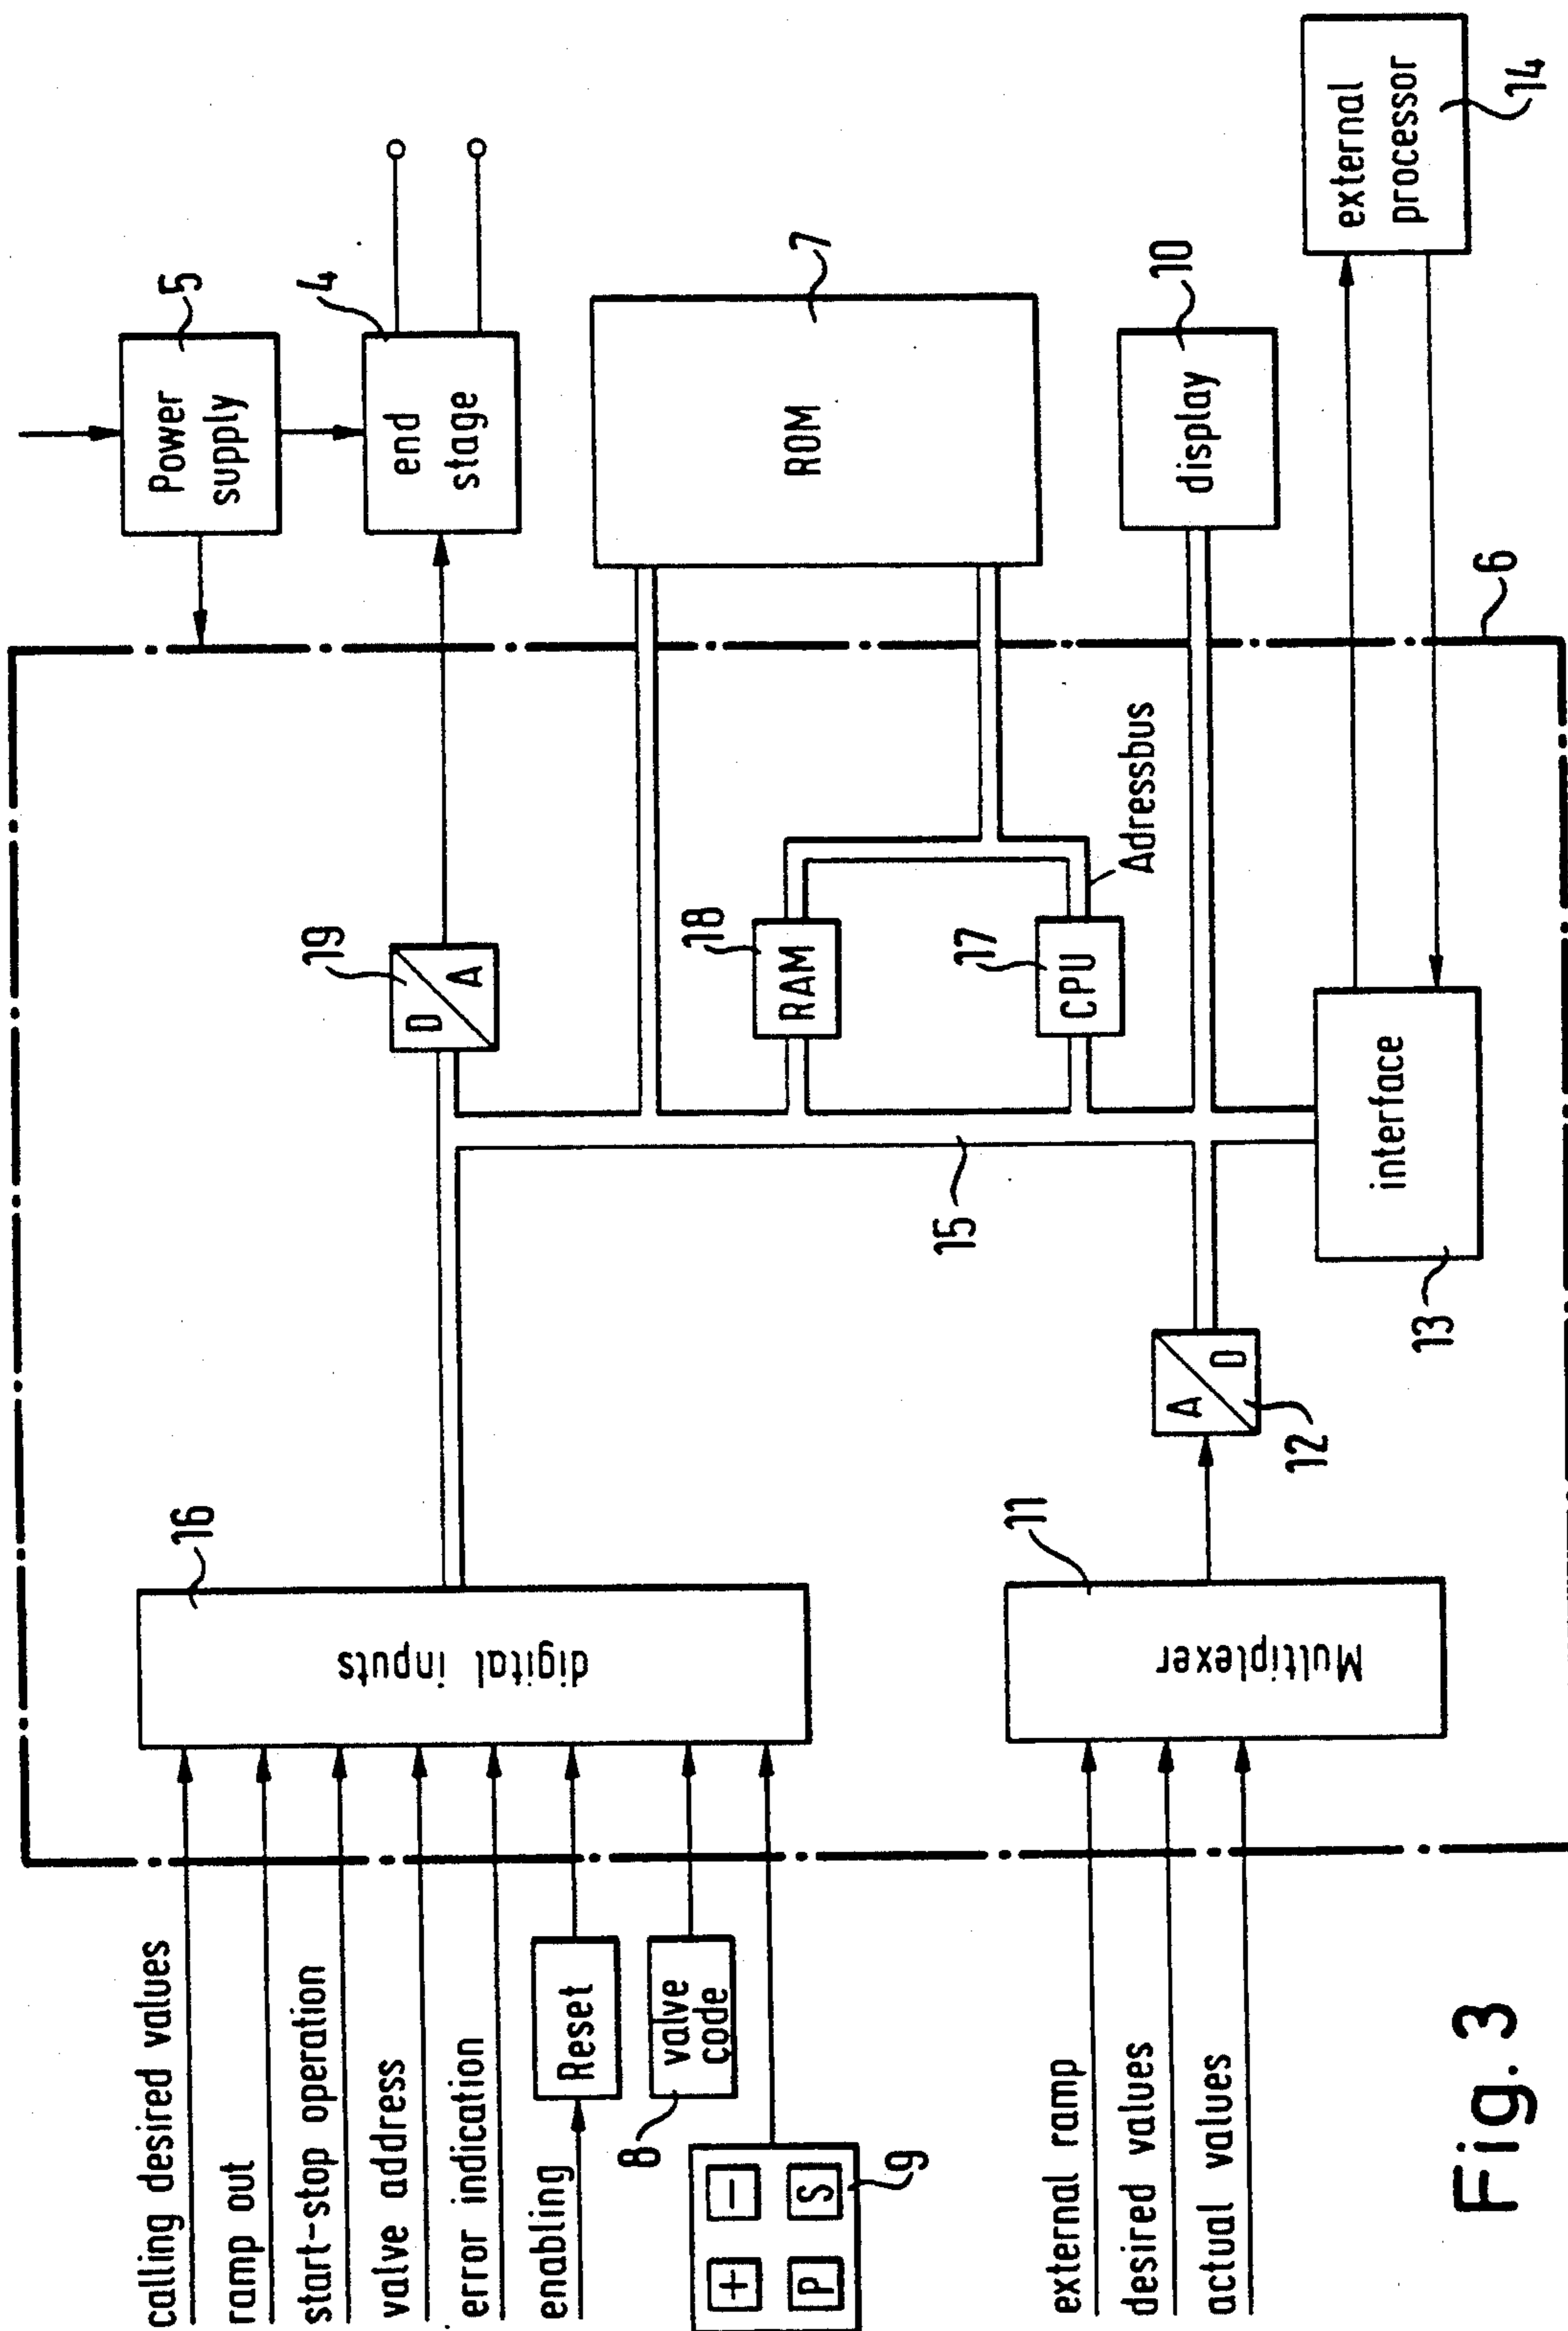 calling desired values
ramp out
start-stop operation
valve address
error indication
enabling
Reset
8
valve
code
+
−
P
S
9
external ramp
desired values
actual values
16
digital inputs
11
Multiplexer
A
D
12
15
19
D
A
18
RAM
17
CPU
Adressbus
13
interface
6
5
Power
supply
4
end
stage
7
ROM
10
display
external
processor
14
Fig. 3